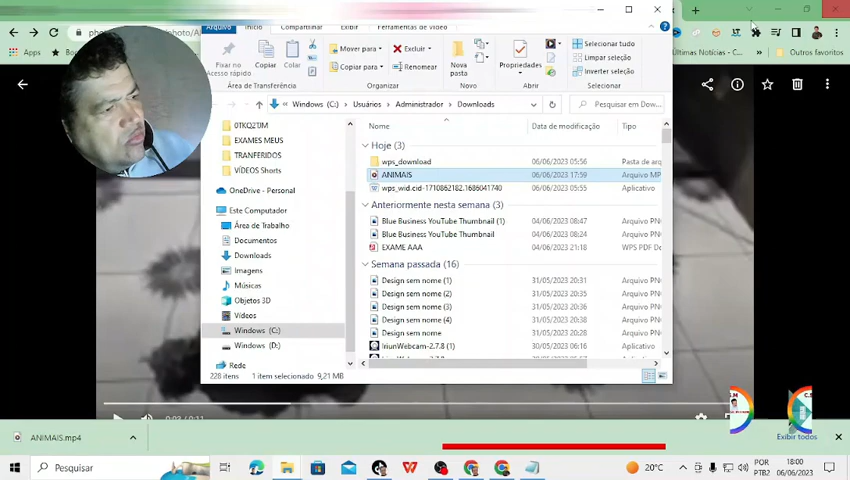 Arquivo Início Compartilhar Exibir Ferramentas de Vídeo
Fixar no Acesso rápido
Copiar
Colar
Mover para
Copiar para
Excluir
Renomear
Nova pasta
Propriedades
Selecionar tudo
Limpar seleção
Inverter seleção
Área de Transferência Organizar Novo Selecionar
Apps
Últimas Notícias - C...
Outros favoritos
Windows (C:) Usuários Administrador Downloads
Pesquisar em Dow...
EXAMES MEUS
TRANFERIDOS
VÍDEOS Shorts
OneDrive - Personal
Este Computador
Área de Trabalho
Documentos
Downloads
Imagens
Músicas
Objetos 3D
Vídeos
Windows (C:)
Windows (D:)
Rede
Nome Data de modificação Tipo
Hoje (3)
wps_download 06/06/2023 05:56 Pasta de arq
ANIMAIS 06/06/2023 17:59 Arquivo MP
wps_wid.cid-1710862182.1686041740 06/06/2023 05:55 Aplicativo
Anteriormente nesta semana (3)
Blue Business YouTube Thumbnail (1) 04/06/2023 08:47 Arquivo PN
Blue Business YouTube Thumbnail 04/06/2023 08:24 Arquivo PN
EXAME AAA 04/06/2023 21:18 WPS PDF De
Semana passada (16)
Design sem nome (1) 31/05/2023 20:31 Arquivo PN
Design sem nome (2) 31/05/2023 20:35 Arquivo PN
Design sem nome (3) 31/05/2023 20:36 Arquivo PN
Design sem nome (4) 31/05/2023 20:38 Arquivo PN
Design sem nome 31/05/2023 20:28 Arquivo PN
IriunWebcam-2.7.8 (1) 30/05/2023 06:16 Aplicativo
228 itens 1 item selecionado 9,21 MB
0:03 / 0:11
ANIMAIS.mp4
Exibir todos
Pesquisar
20°C
POR
PTB2
18:00
06/06/2023